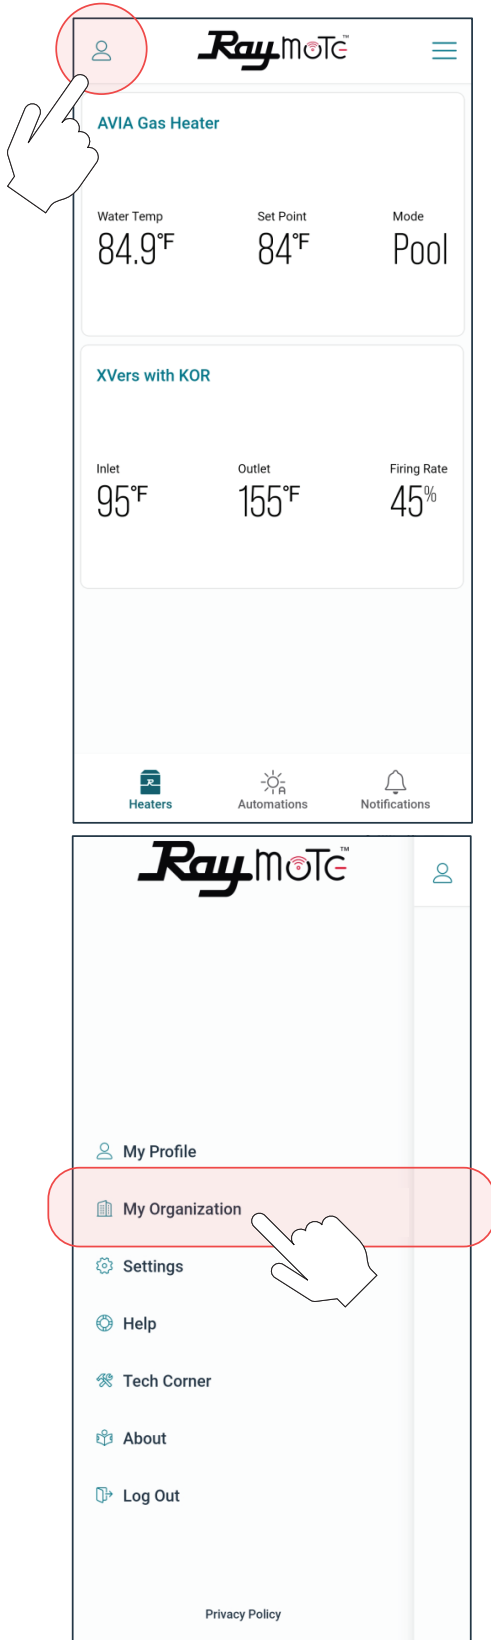 Raymote™
AVIA Gas Heater
Water Temp Set Point Mode
84.9°F 84°F Pool
XVers with KOR
Inlet Outlet Firing Rate
95°F 155°F 45%
R A
Heaters Automations Notifications
Raymote™
My Profile
My Organization
Settings
Help
Tech Corner
About
Log Out
Privacy Policy